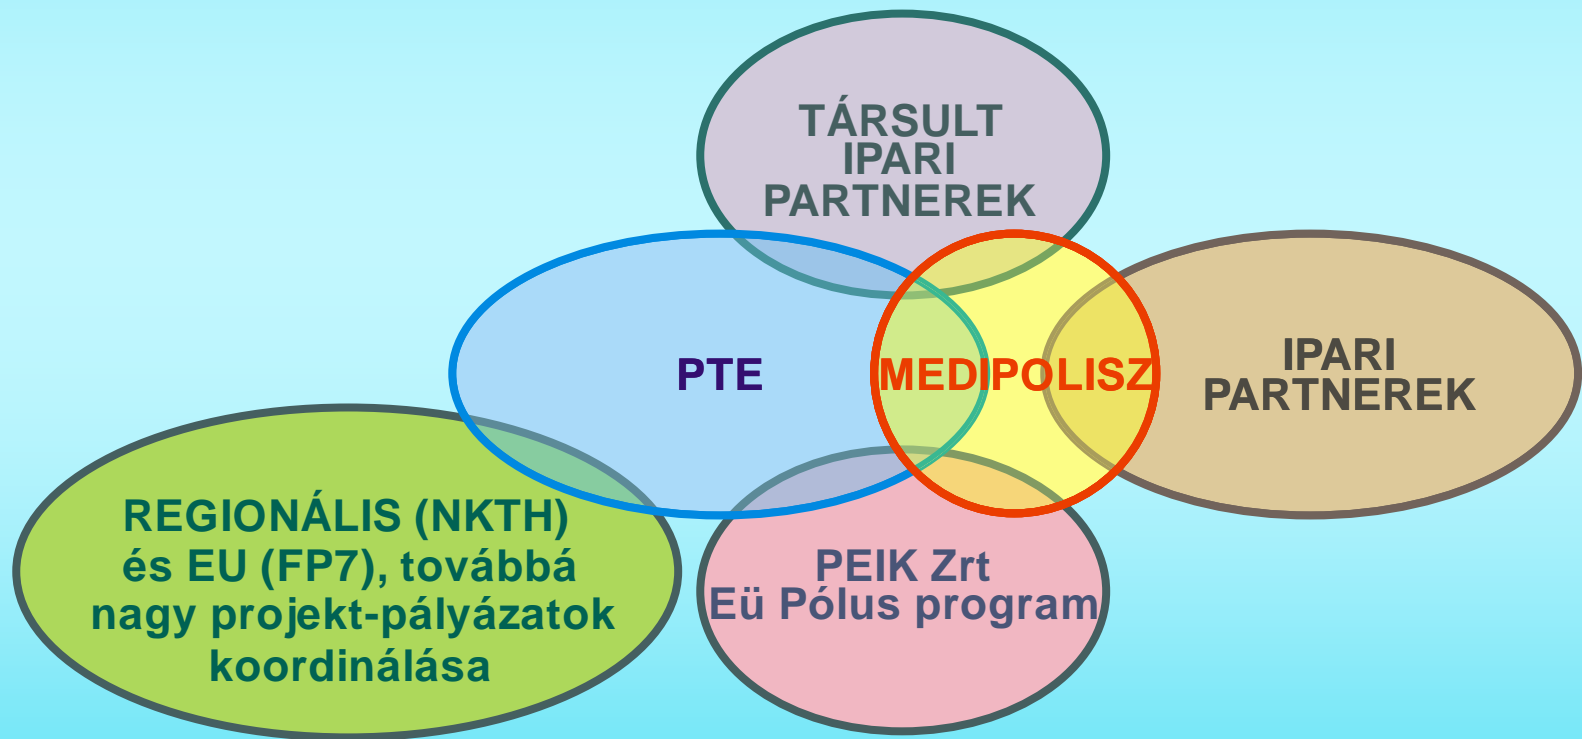 TÁRSULT
IPARI
PARTNEREK
PTE
MEDIPOLISZ
IPARI
PARTNEREK
REGIONÁLIS (NKTH)
és EU (FP7), továbbá
nagy projekt-pályázatok
koordinálása
PEIK Zrt
Eü Pólus program